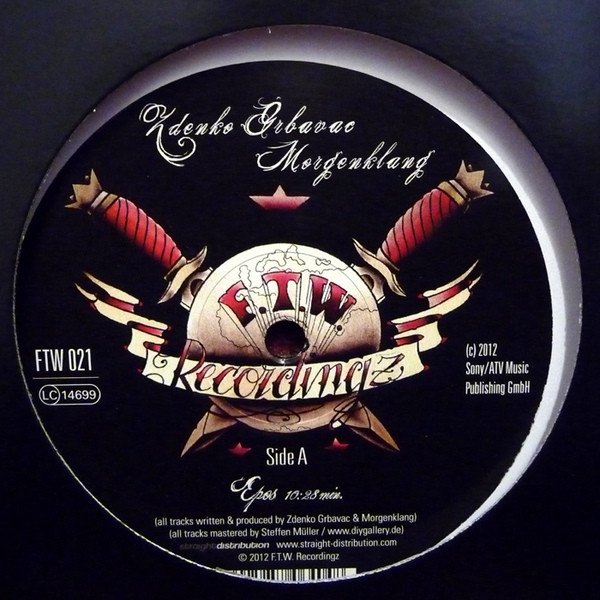 Zdenko Grbavac
Morgenklang
F.T.W.
Recordingz
FTW 021
LC 14699
(c) 2012
Sony/ATV Music
Publishing GmbH
Side A
Epos 10:28 min.
(all tracks written & produced by Zdenko Grbavac & Morgenklang)
(all tracks mastered by Steffen Müller / www.diygallery.de)
straight distribution www.straight-distribution.com
© 2012 F.T.W. Recordingz